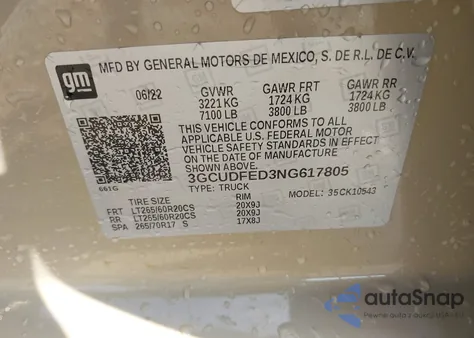 gm
MFD BY GENERAL MOTORS DE MEXICO, S. DE R.L. DE C.V.
06/22 GVWR GAWR FRT GAWR RR
3221 KG 1724 KG 1724 KG
7100 LB 3800 LB 3800 LB
THIS VEHICLE CONFORMS TO ALL
APPLICABLE U.S. FEDERAL MOTOR
VEHICLE SAFETY STANDARDS IN EFFECT
ON THE DATE OF MANUFACTURE
SHOWN ABOVE.
3GCUDFED3NG617805
TYPE: TRUCK MODEL: 35CK10543
661G
TIRE SIZE RIM
FRT LT265/60R20CS 20X9J
RR LT265/60R20CS 20X9J
SPA 265/70R17 S 17X8J
autoSnap